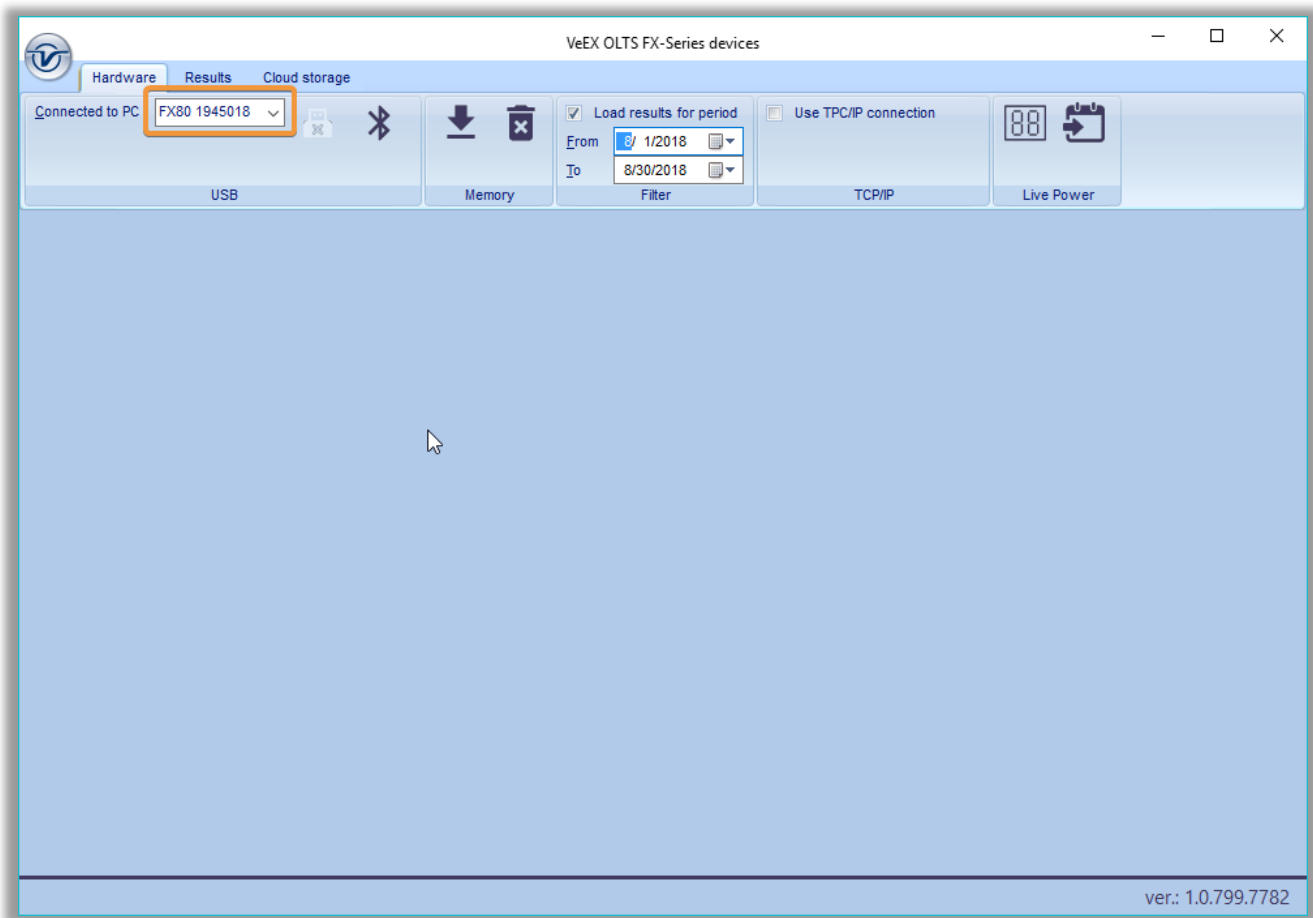 VeEX OLTS FX-Series devices
Hardware Results Cloud storage
Connected to PC FX80 1945018
Load results for period
Use TPC/IP connection
From 8/ 1/2018
To 8/30/2018
88
USB Memory Filter TCP/IP Live Power
ver.: 1.0.799.7782